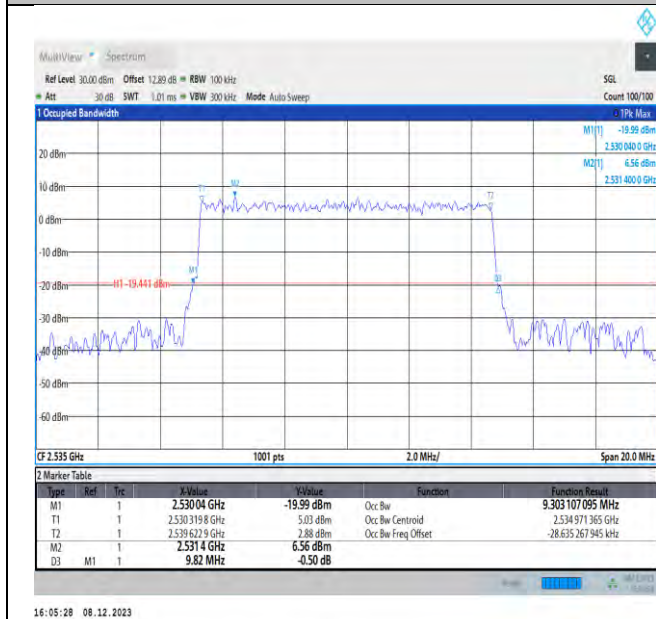 MultiView Spectrum
Ref Level 30.00 dBm Offset 12.89 dB RBW 100 kHz SGL
Att 30 dB SWT 1.01 ms VBW 300 kHz Mode Auto Sweep Count 100/100
1 Occupied Bandwidth 1Pk Max
M1[1] -19.99 dBm
2.530 040 0 GHz
M2[1] 6.56 dBm
2.531 400 0 GHz
20 dBm
T1 M2 T2
10 dBm
0 dBm
-10 dBm
M1
H1 -19.441 dBm
D3
-20 dBm
-30 dBm
-40 dBm
-50 dBm
-60 dBm
CF 2.535 GHz 1001 pts 2.0 MHz/ Span 20.0 MHz
2 Marker Table
Type Ref Trc X-Value Y-Value Function Function Result
M1 1 2.53004 GHz -19.99 dBm Occ Bw 9.303 107 095 MHz
T1 1 2.530 319 8 GHz 5.03 dBm Occ Bw Centroid 2.534 971 365 GHz
T2 1 2.539 622 9 GHz 2.88 dBm Occ Bw Freq Offset -28.635 267 945 kHz
M2 1 2.531 4 GHz 6.56 dBm
D3 M1 1 9.82 MHz -0.50 dB
16:05:28 08.12.2023